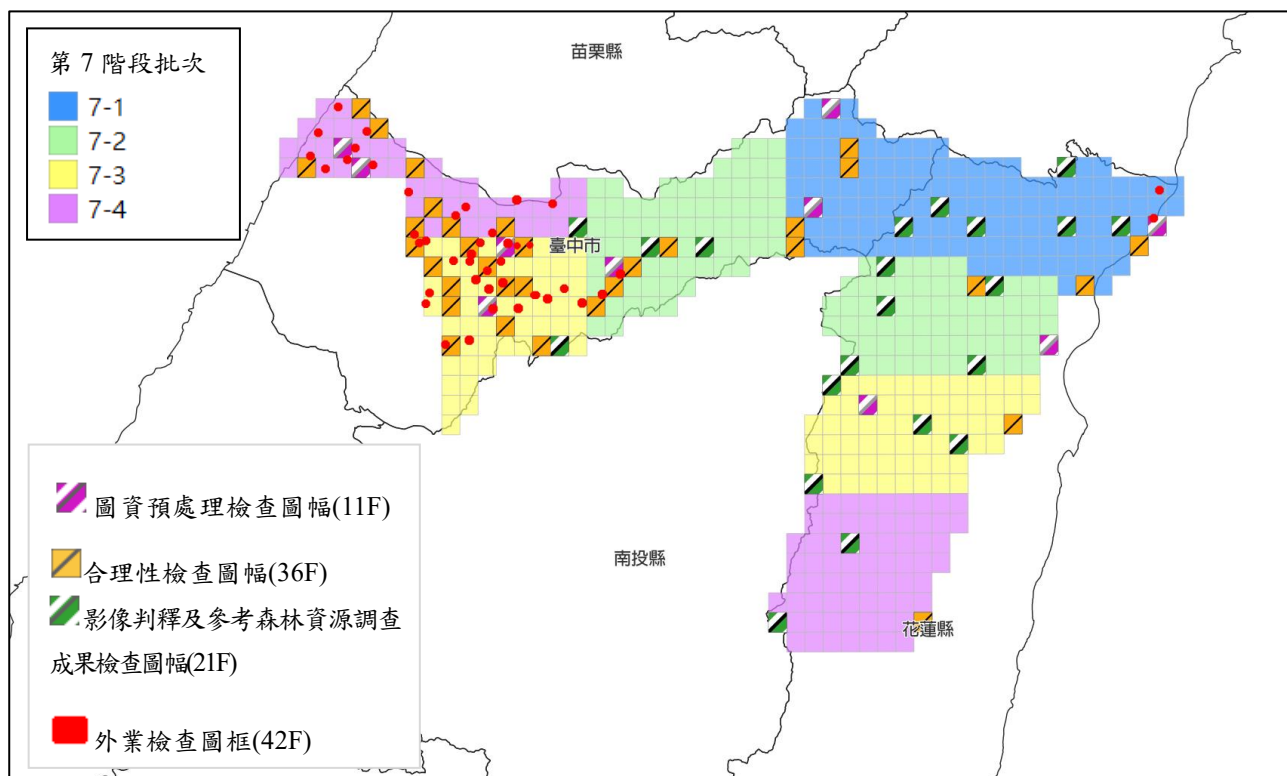 苗栗縣
第 7 階段批次
7-1
7-2
7-3
7-4
臺中市
圖資預處理檢查圖幅(11F)
合理性檢查圖幅(36F)
影像判釋及參考森林資源調查
成果檢查圖幅(21F)
外業檢查圖框(42F)
南投縣
花蓮縣